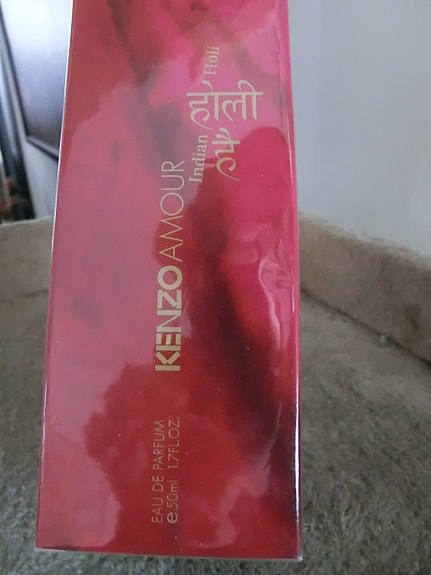 KENZO AMOUR
Indian होली Holi
EAU DE PARFUM
e 50ml 1.7FL.OZ.